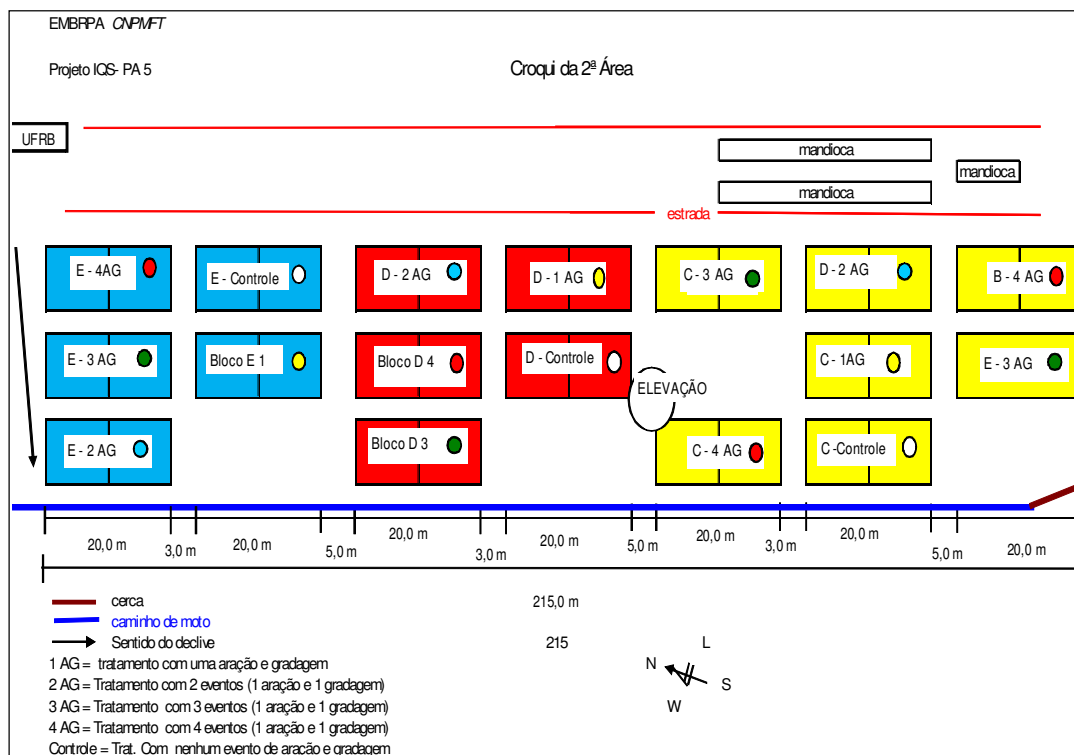 EMBRPA CNPMFT
Projeto IQS- PA 5
Croqui da 2ª Área
UFRB
mandioca
mandioca
mandioca
estrada
E - 4AG
E - Controle
D - 2 AG
D - 1 AG
C - 3 AG
D - 2 AG
B - 4 AG
E - 3 AG
Bloco E 1
Bloco D 4
D - Controle
C - 1AG
E - 3 AG
ELEVAÇÃO
E - 2 AG
Bloco D 3
C - 4 AG
C -Controle
20,0 m
3,0 m
20,0 m
5,0 m
20,0 m
3,0 m
20,0 m
5,0 m
20,0 m
3,0 m
20,0 m
5,0 m
20,0 m
cerca
215,0 m
caminho de moto
Sentido do declive
215
L
N
S
W
1 AG = tratamento com uma aração e gradagem
2 AG = Tratamento com 2 eventos (1 aração e 1 gradagem)
3 AG = Tratamento com 3 eventos (1 aração e 1 gradagem)
4 AG = Tratamento com 4 eventos (1 aração e 1 gradagem)
Controle = Trat. Com nenhum evento de aração e gradagem